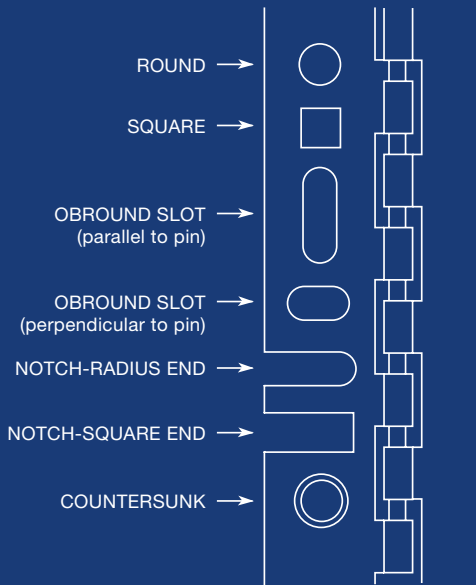 ROUND
SQUARE
OBROUND SLOT
(parallel to pin)
OBROUND SLOT
(perpendicular to pin)
NOTCH-RADIUS END
NOTCH-SQUARE END
COUNTERSUNK